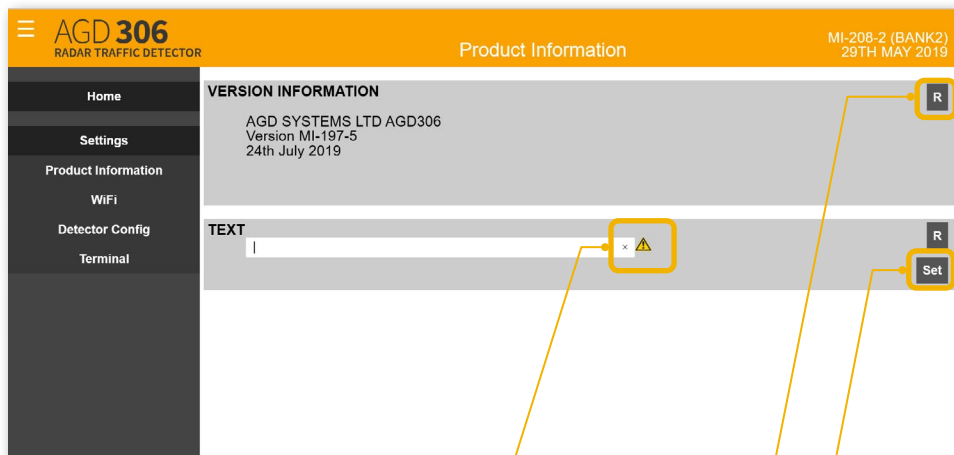 AGD 306
RADAR TRAFFIC DETECTOR
Product Information
MI-208-2 (BANK2)
29TH MAY 2019
Home
Settings
Product Information
WiFi
Detector Config
Terminal
VERSION INFORMATION
R
AGD SYSTEMS LTD AGD306
Version MI-197-5
24th July 2019
TEXT
×
R
Set